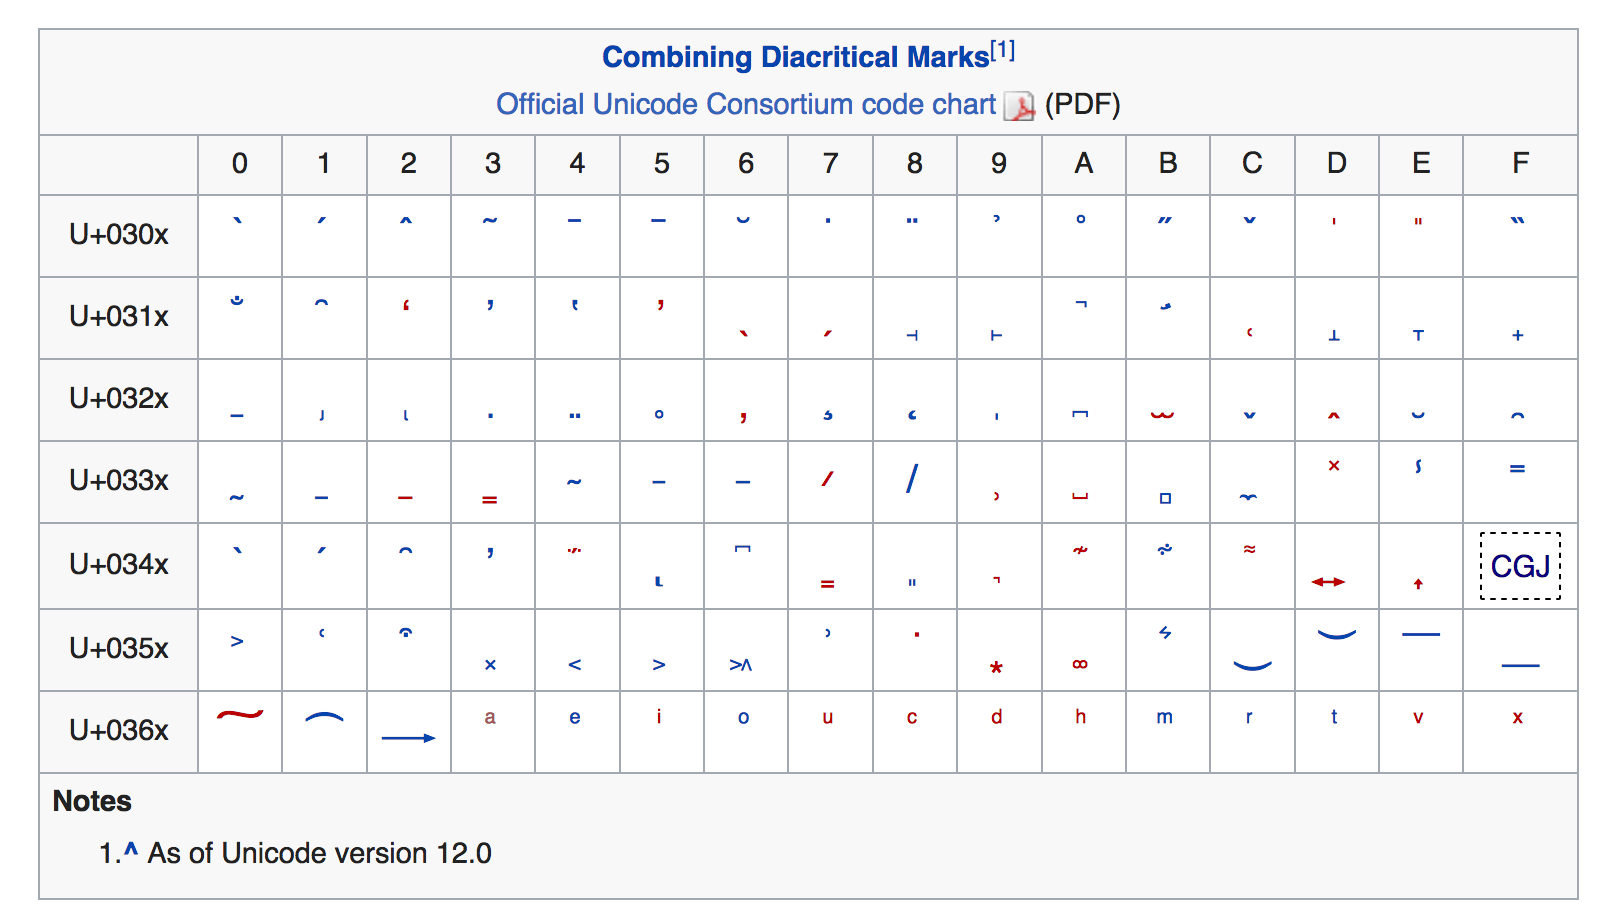 Combining Diacritical Marks[1]
Official Unicode Consortium code chart (PDF)
0 1 2 3 4 5 6 7 8 9 A B C D E F
U+030x ̀ ́ ̂ ̃ ̄ ̅ ̆ ̇ ̈ ̉ ̊ ̋ ̌ ̍ ̎ ̏
U+031x ̐ ̑ ̒ ̓ ̔ ̕ ̖ ̗ ̘ ̙ ̚ ̛ ̜ ̝ ̞ ̟
U+032x ̠ ̡ ̢ ̣ ̤ ̥ ̦ ̧ ̨ ̩ ̪ ̫ ̬ ̭ ̮ ̯
U+033x ̰ ̱ ̲ ̳ ̴ ̵ ̶ ̷ ̸ ̹ ̺ ̻ ̼ ̽ ̾ ̿
U+034x ̀ ́ ͂ ̓ ̈́ ͅ ͆ ͇ ͈ ͉ ͊ ͋ ͌ ͍ ͎ CGJ
U+035x ͐ ͑ ͒ ͓ ͔ ͕ ͖ ͗ ͘ ͙ ͚ ͛ ͜ ͝ ͞ ͟
U+036x ͠ ͡ ͢ ͣ ͤ ͥ ͦ ͧ ͨ ͩ ͪ ͫ ͬ ͭ ͮ ͯ
Notes
1.^ As of Unicode version 12.0